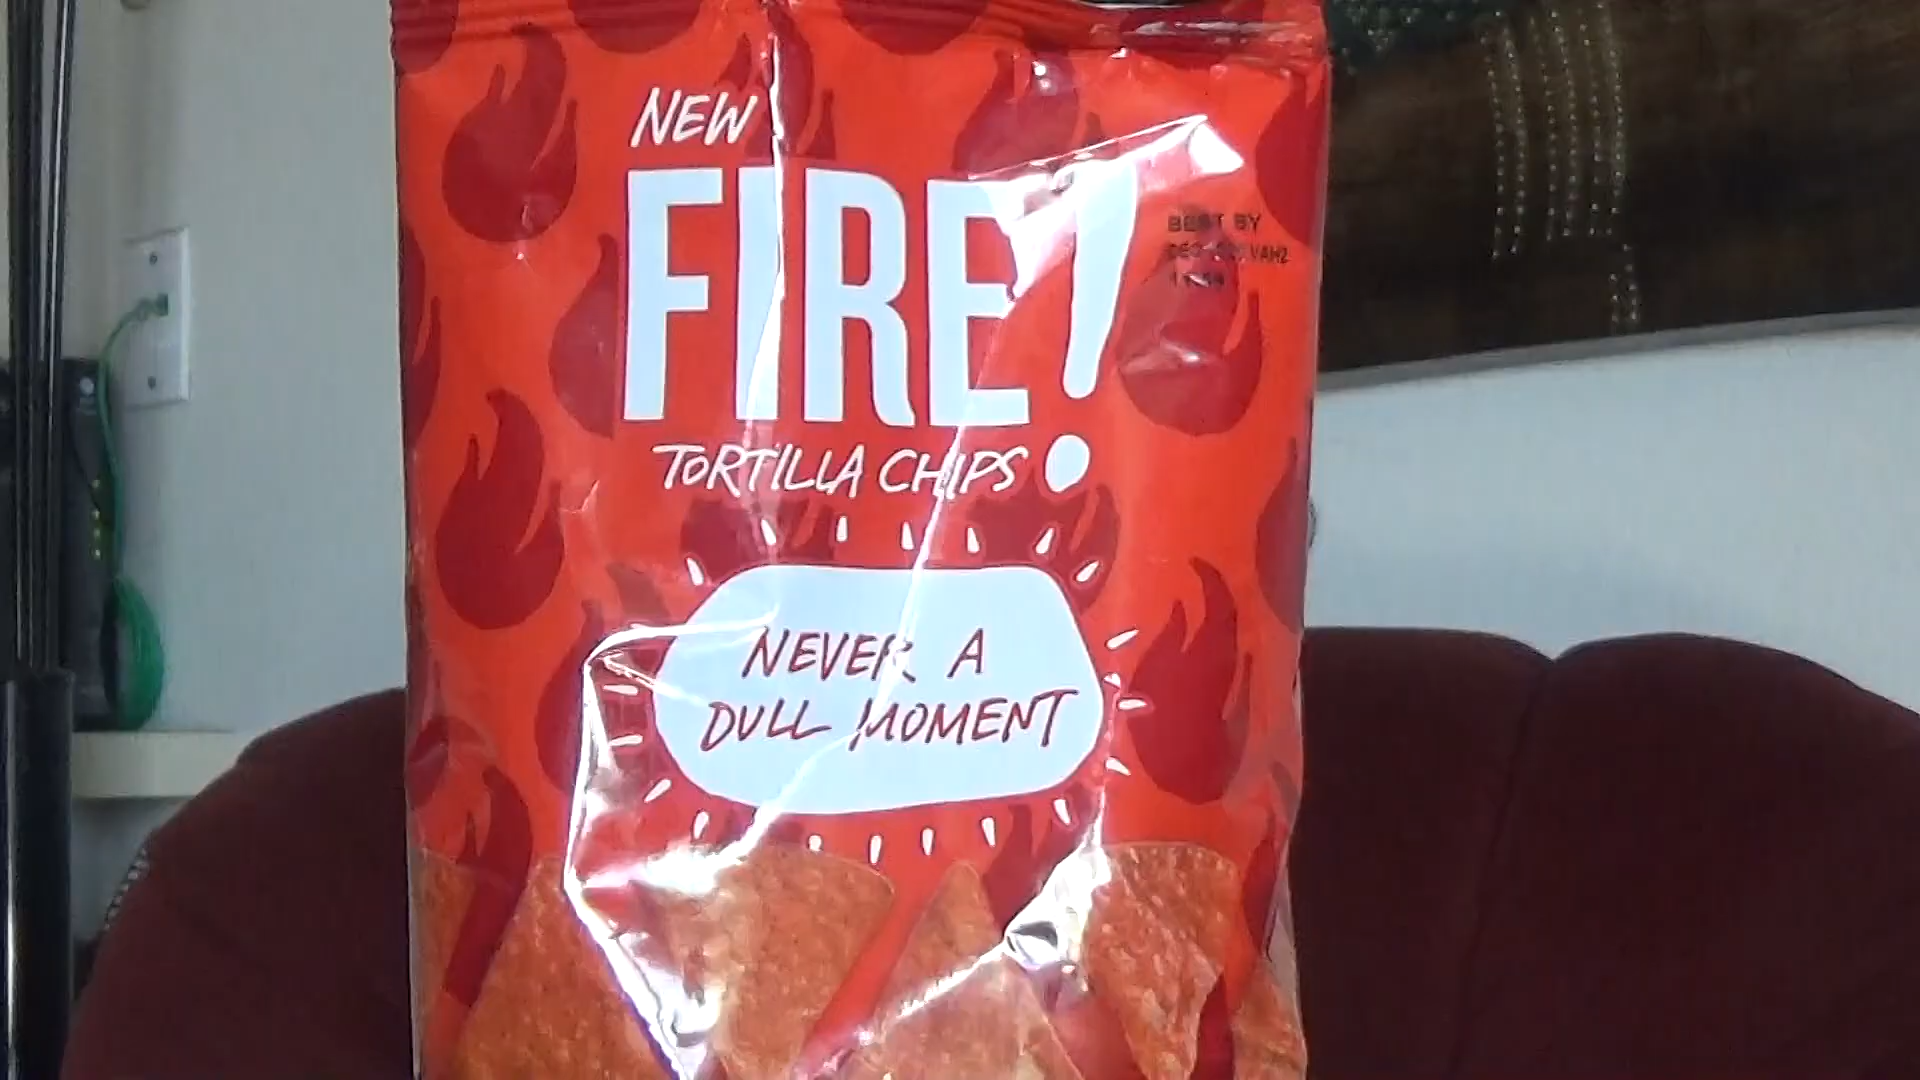 NEW
FIRE!
TORTILLA CHIPS
BEST BY
NEVER A
DULL MOMENT